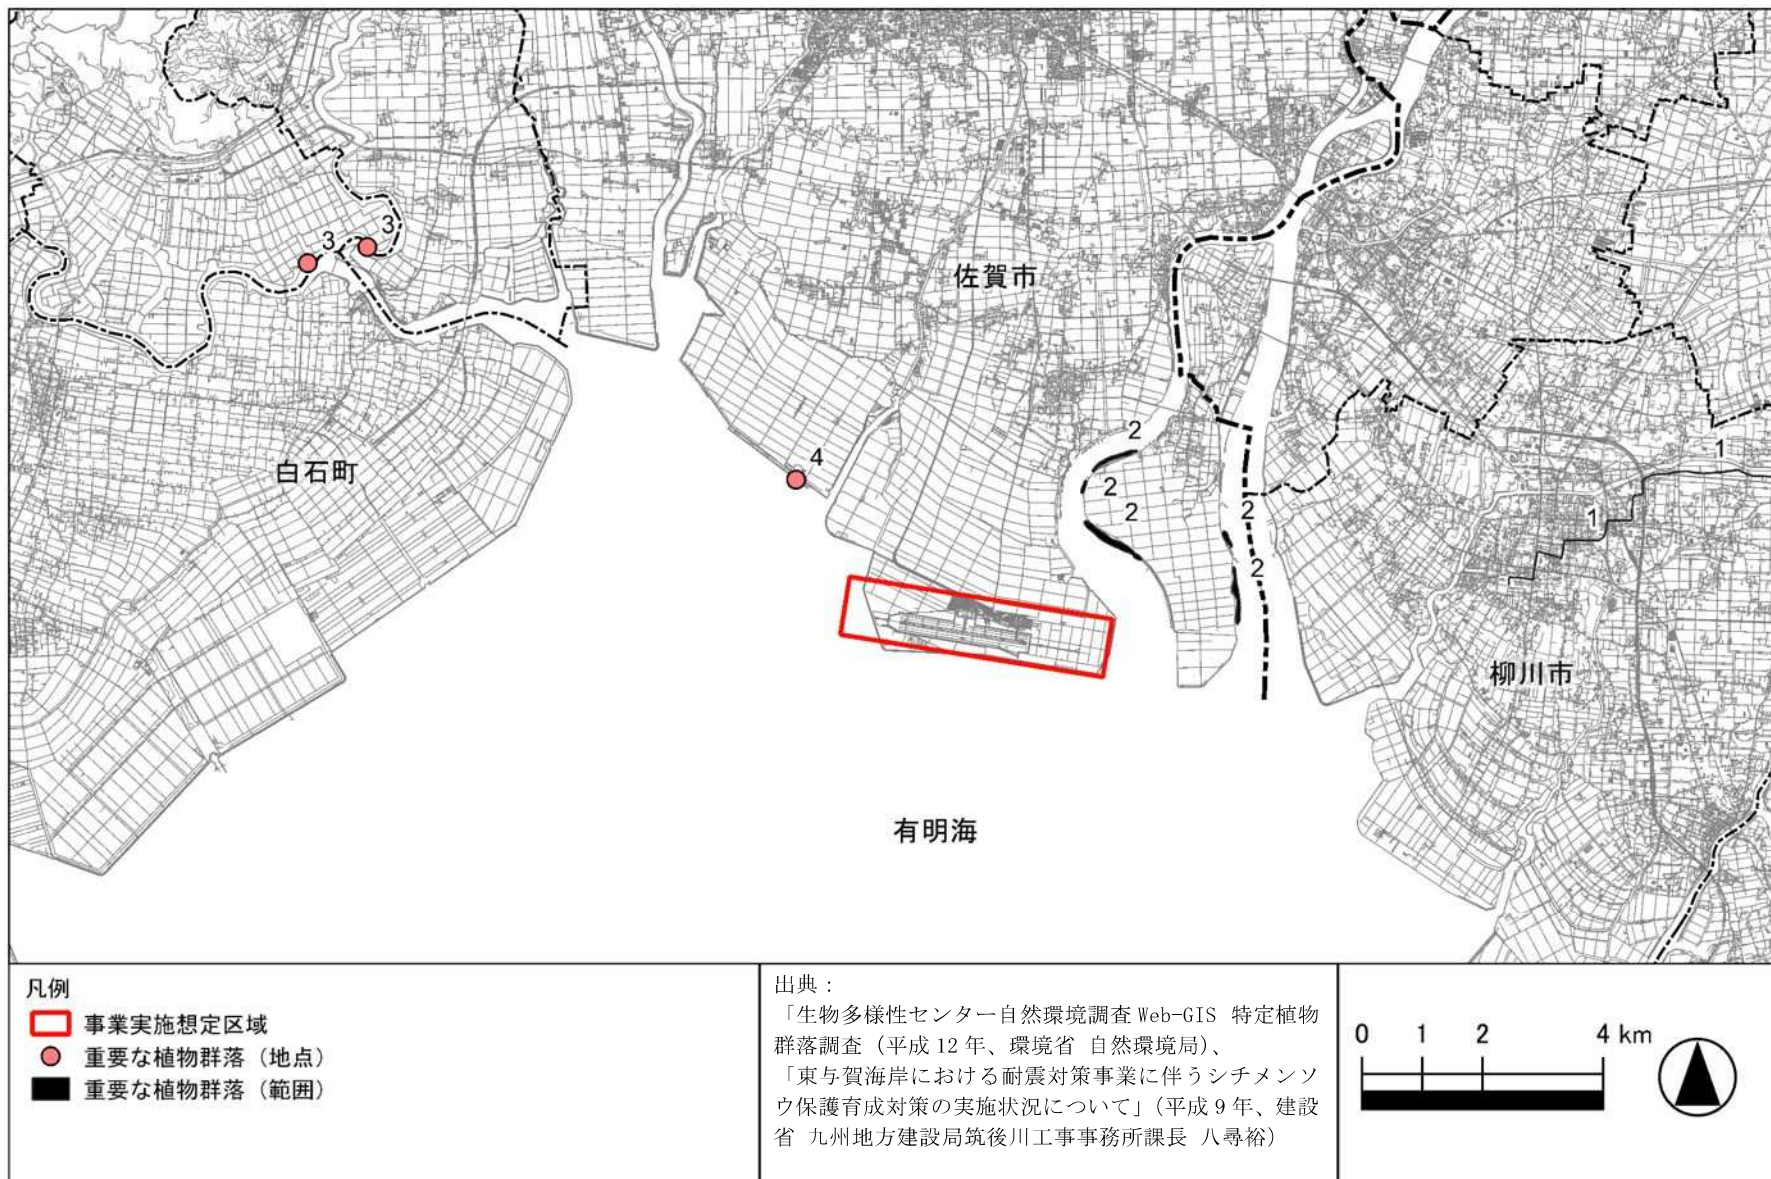 佐賀市
3
3
白石町
4
2
2
2
2
2
1
1
柳川市
有明海
凡例
事業実施想定区域
重要な植物群落（地点）
重要な植物群落（範囲）
出典：
「生物多様性センター自然環境調査 Web-GIS 特定植物
群落調査（平成 12 年、環境省 自然環境局）、
「東与賀海岸における耐震対策事業に伴うシチメンソ
ウ保護育成対策の実施状況について」（平成 9 年、建設
省 九州地方建設局筑後川工事事務所課長 八尋裕）
0 1 2 4 km